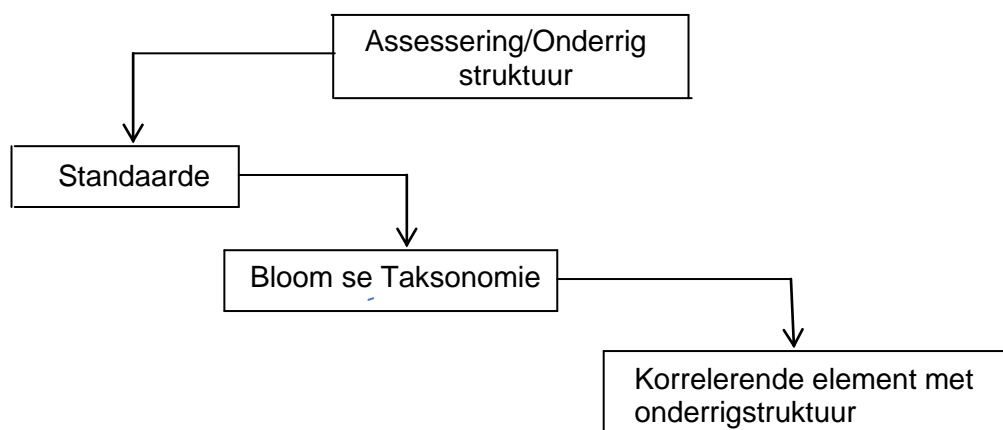 Assessering/Onderrig
struktuur
Standaarde
Bloom se Taksonomie
Korrelerende element met
onderrigstruktuur